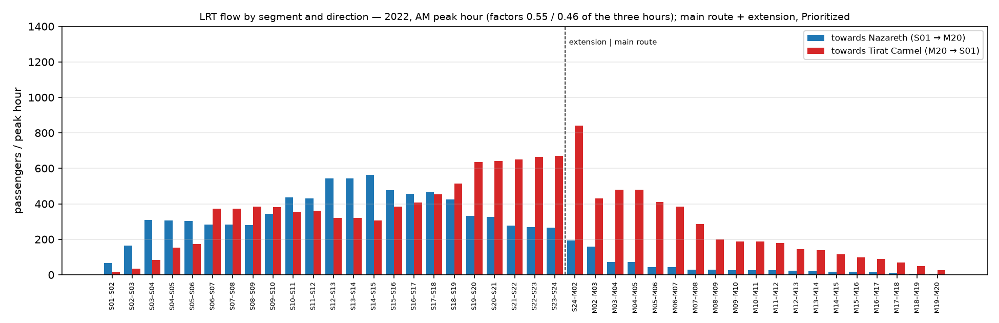 LRT flow by segment and direction — 2022, AM peak hour (factors 0.55 / 0.46 of the three hours); main route + extension, Prioritized
passengers / peak hour
1400
1200
1000
800
600
400
200
0
extension | main route
towards Nazareth (S01 → M20)
towards Tirat Carmel (M20 → S01)
S01–S02
S02–S03
S03–S04
S04–S05
S05–S06
S06–S07
S07–S08
S08–S09
S09–S10
S10–S11
S11–S12
S12–S13
S13–S14
S14–S15
S15–S16
S16–S17
S17–S18
S18–S19
S19–S20
S20–S21
S21–S22
S22–S23
S23–S24
S24–M02
M02–M03
M03–M04
M04–M05
M05–M06
M06–M07
M07–M08
M08–M09
M09–M10
M10–M11
M11–M12
M12–M13
M13–M14
M14–M15
M15–M16
M16–M17
M17–M18
M18–M19
M19–M20